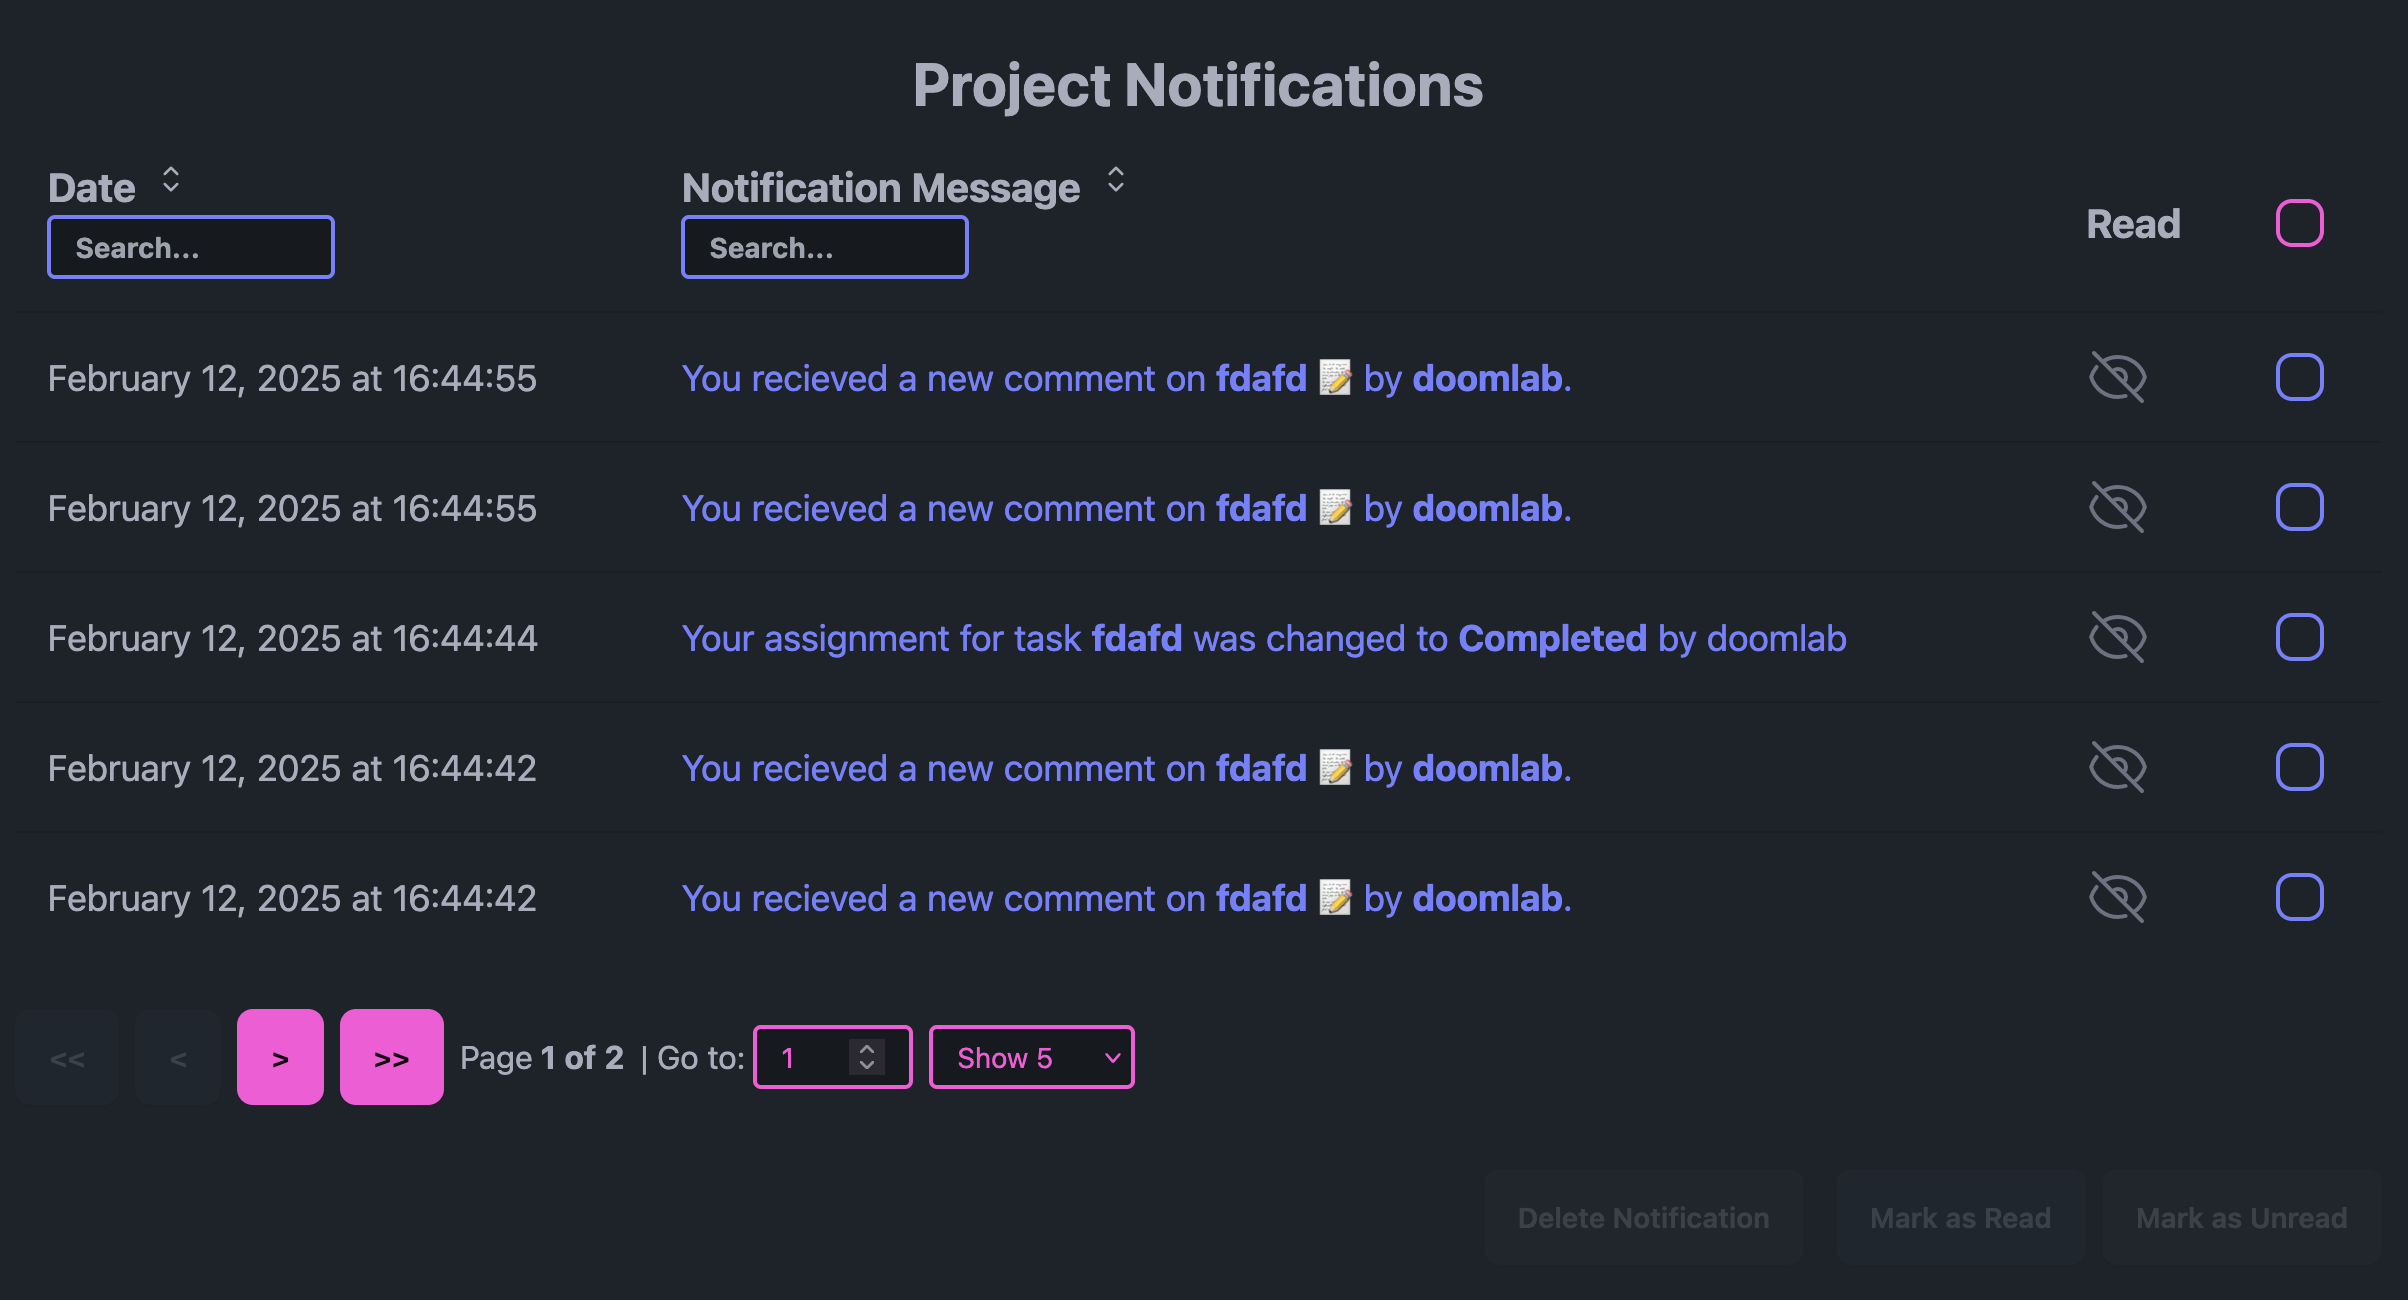 Project Notifications
Date
Notification Message
Search...
Search...
Read
February 12, 2025 at 16:44:55 You recieved a new comment on fdafd 📝 by doomlab.
February 12, 2025 at 16:44:55 You recieved a new comment on fdafd 📝 by doomlab.
February 12, 2025 at 16:44:44 Your assignment for task fdafd was changed to Completed by doomlab
February 12, 2025 at 16:44:42 You recieved a new comment on fdafd 📝 by doomlab.
February 12, 2025 at 16:44:42 You recieved a new comment on fdafd 📝 by doomlab.
<< < > >> Page 1 of 2 | Go to: 1 Show 5
Delete Notification Mark as Read Mark as Unread